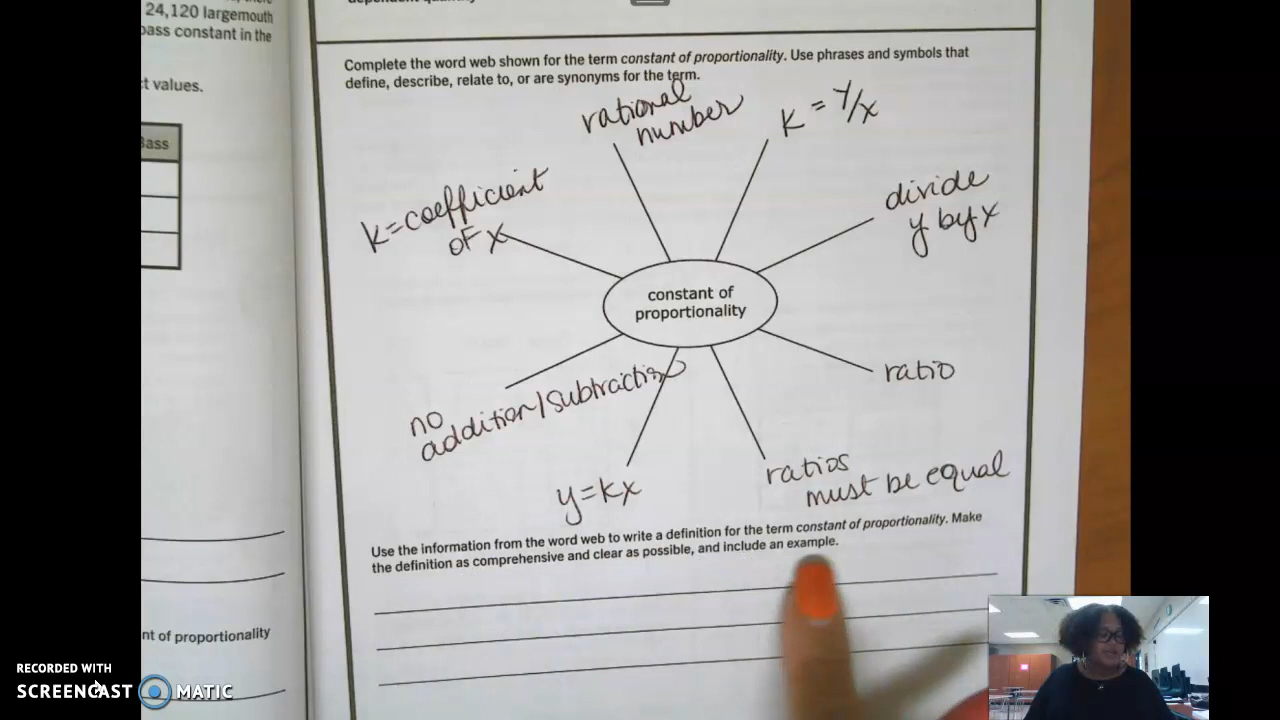 24,120 largemouth
bass constant in the
t values.
Bass
nt of proportionality
Complete the word web shown for the term constant of proportionality. Use phrases and symbols that
define, describe, relate to, or are synonyms for the term.
rational
number
k = Y/X
k=coefficient
of x
divide
y by x
constant of
proportionality
no
addition/subtraction
ratio
y=kx
ratios
must be equal
Use the information from the word web to write a definition for the term constant of proportionality. Make
the definition as comprehensive and clear as possible, and include an example.
RECORDED WITH
SCREENCAST MATIC